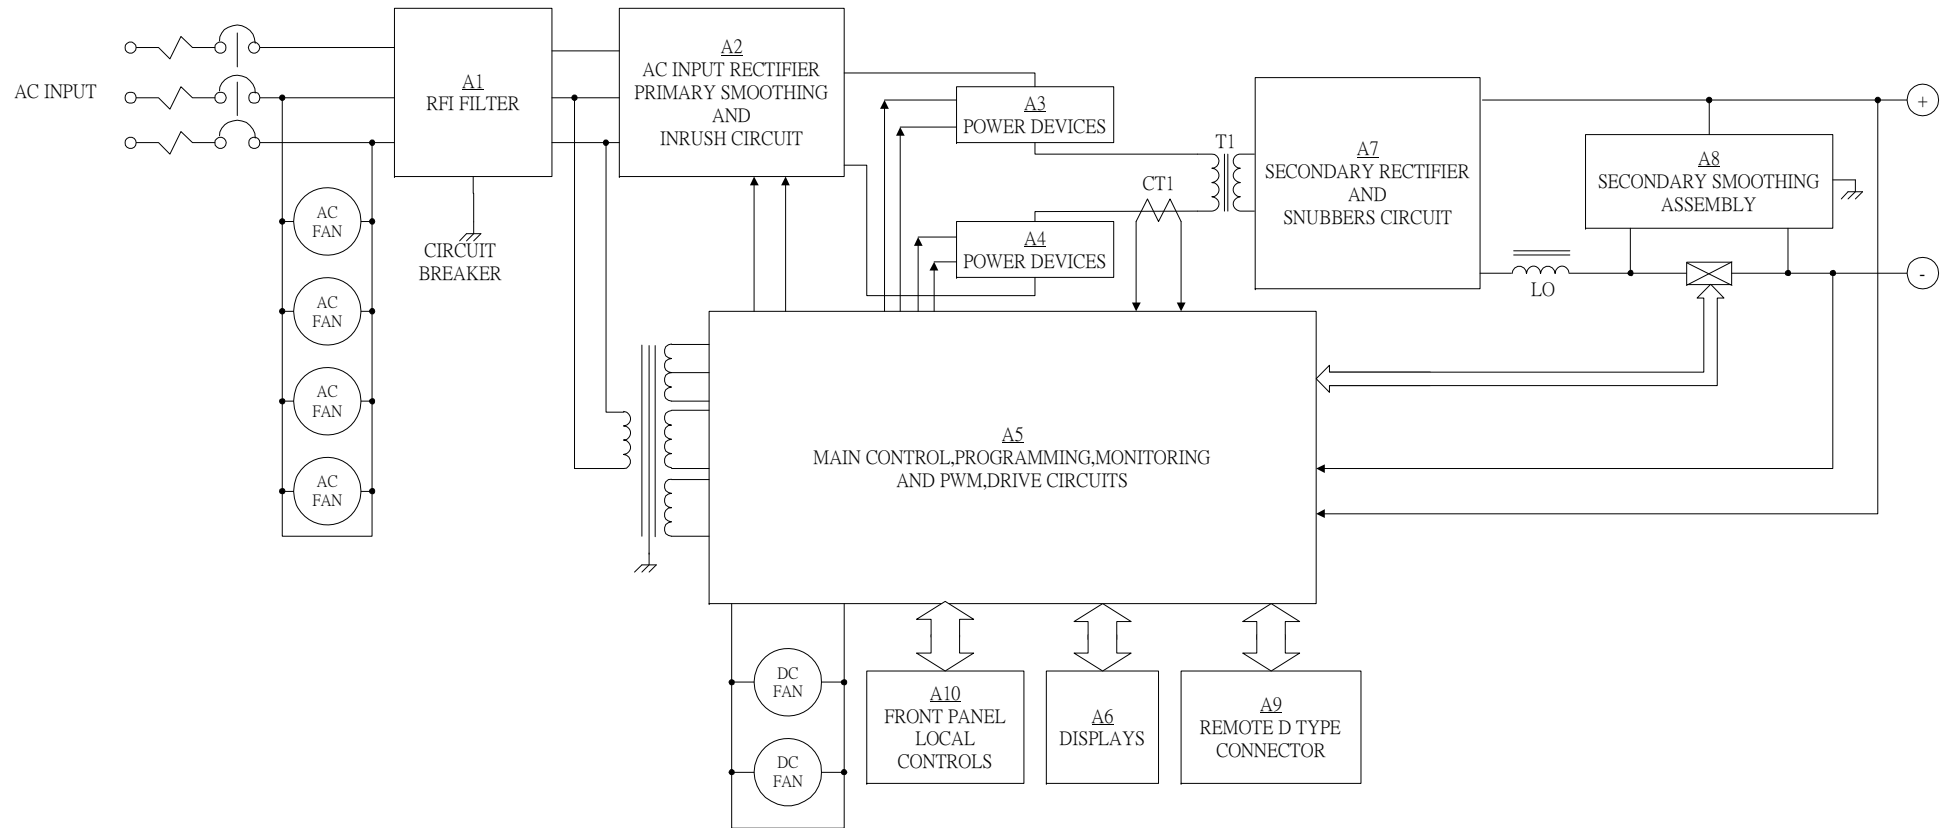 AC INPUT
A1
RFI FILTER
A2
AC INPUT RECTIFIER
PRIMARY SMOOTHING
AND
INRUSH CIRCUIT
A3
POWER DEVICES
T1
CT1
A4
POWER DEVICES
A7
SECONDARY RECTIFIER
AND
SNUBBERS CIRCUIT
A8
SECONDARY SMOOTHING
ASSEMBLY
+
-
LO
CIRCUIT
BREAKER
AC
FAN
AC
FAN
AC
FAN
AC
FAN
A5
MAIN CONTROL,PROGRAMMING,MONITORING
AND PWM,DRIVE CIRCUITS
DC
FAN
DC
FAN
A10
FRONT PANEL
LOCAL
CONTROLS
A6
DISPLAYS
A9
REMOTE D TYPE
CONNECTOR